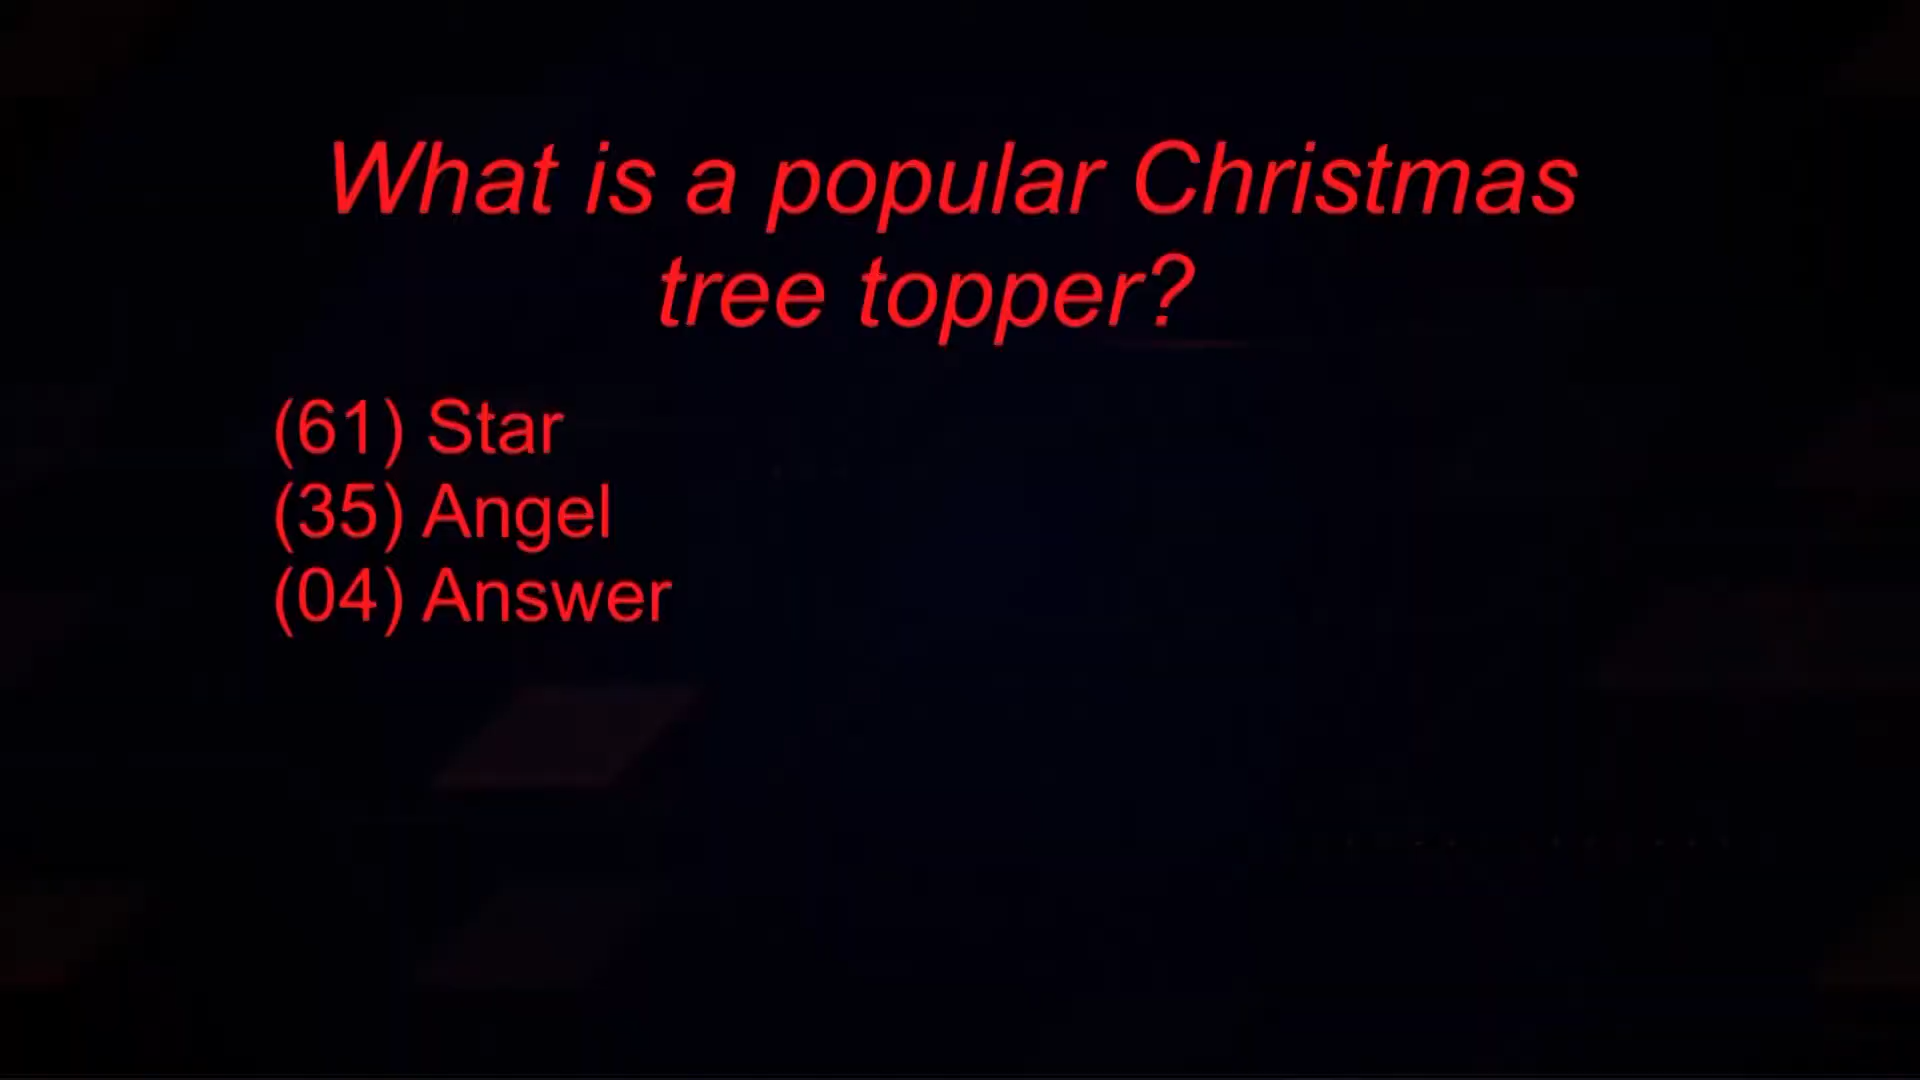 What is a popular Christmas
tree topper?
(61) Star
(35) Angel
(04) Answer